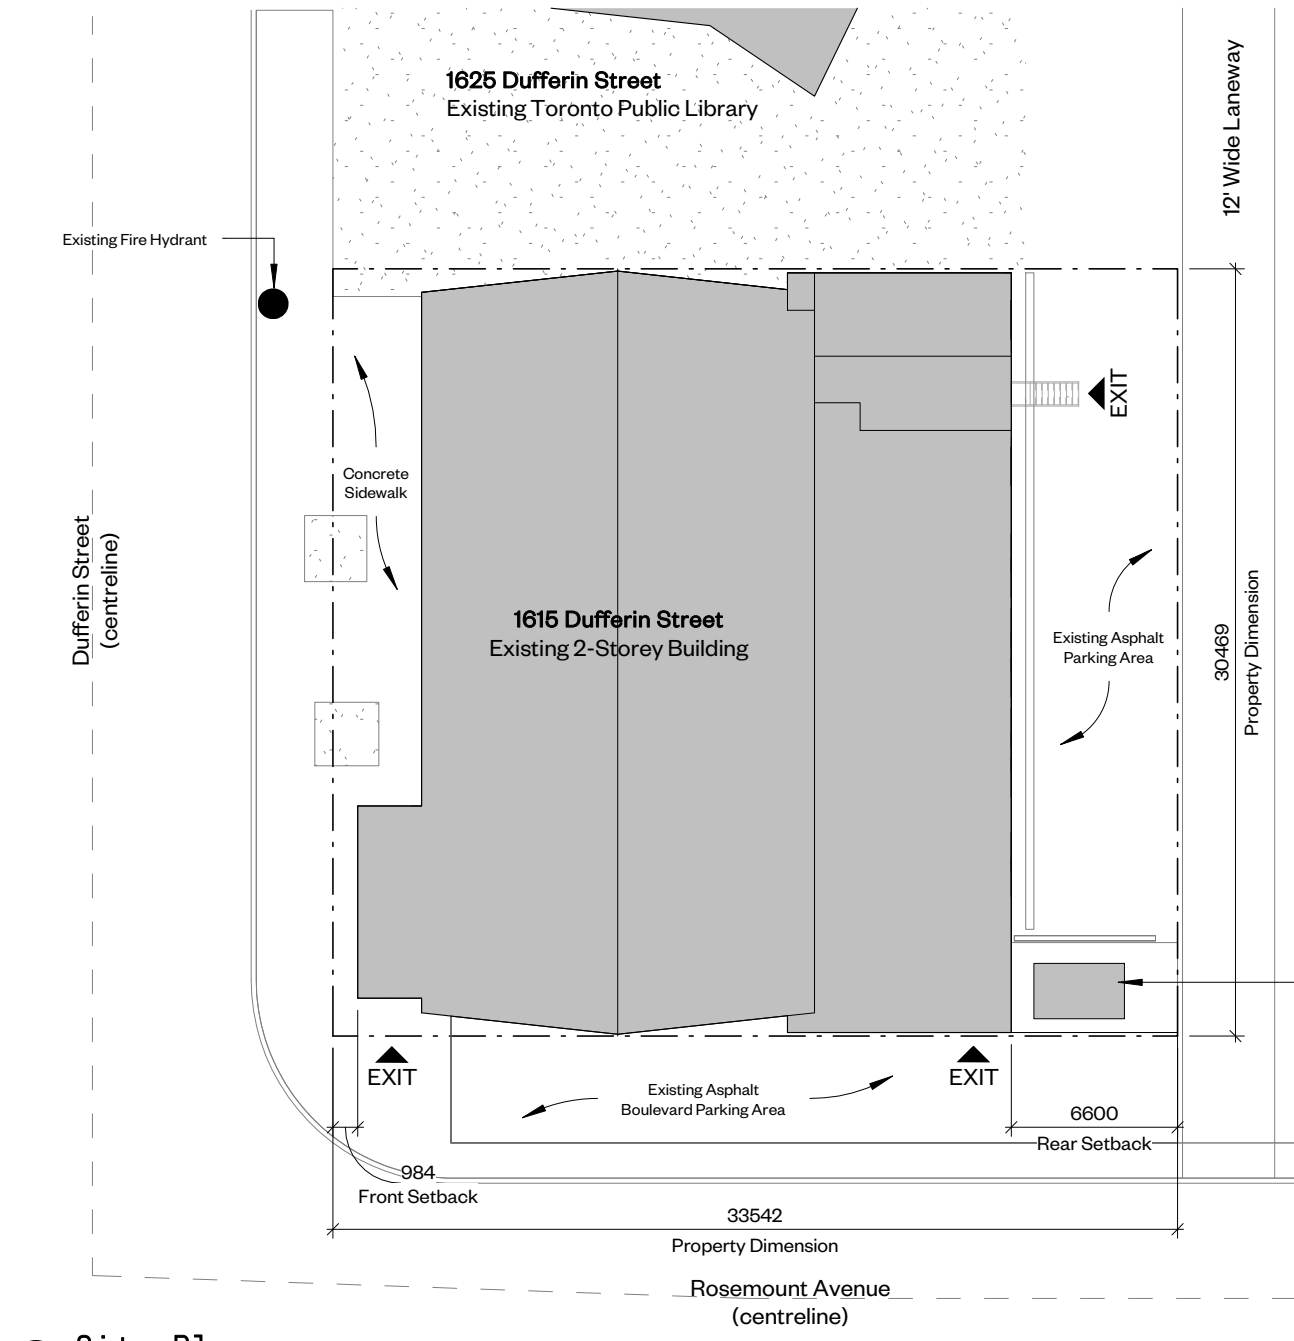 1625 Dufferin Street
Existing Toronto Public Library
12' Wide Laneway
Existing Fire Hydrant
EXIT
Concrete
Sidewalk
Dufferin Street
(centreline)
1615 Dufferin Street
Existing 2-Storey Building
Existing Asphalt
Parking Area
30469
Property Dimension
EXIT
EXIT
Existing Asphalt
Boulevard Parking Area
6600
Rear Setback
984
Front Setback
33542
Property Dimension
Rosemount Avenue
(centreline)